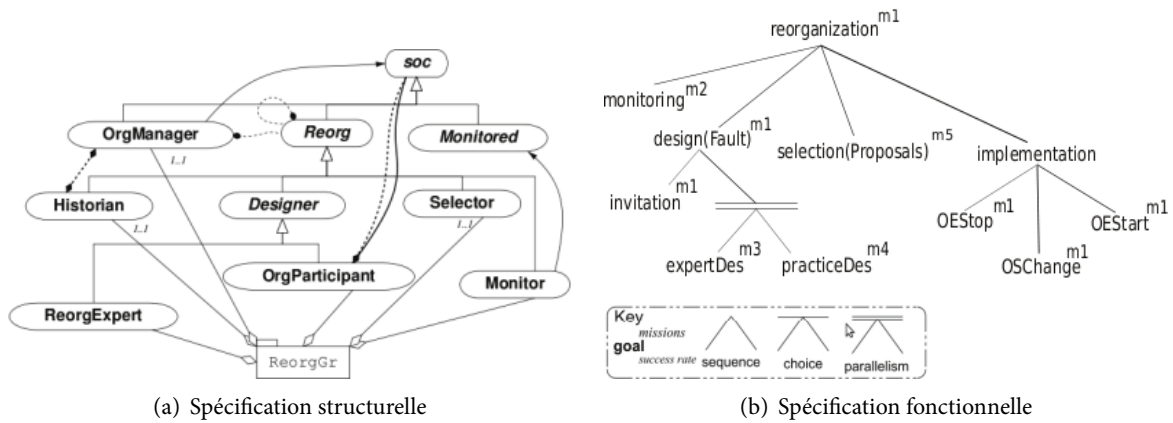 soc
OrgManager
Reorg
Monitored
1..1
Historian
Designer
Selector
1..1
1..1
OrgParticipant
Monitor
ReorgExpert
ReorgGr
(a) Spécification structurelle
reorganization m1
monitoring m2
design(Fault) m1
selection(Proposals) m5
implementation
invitation m1
OEStop m1
OEStart m1
expertDes m3
practiceDes m4
OSChange m1
Key
missions
goal
success rate
sequence
choice
parallelism
(b) Spécification fonctionnelle